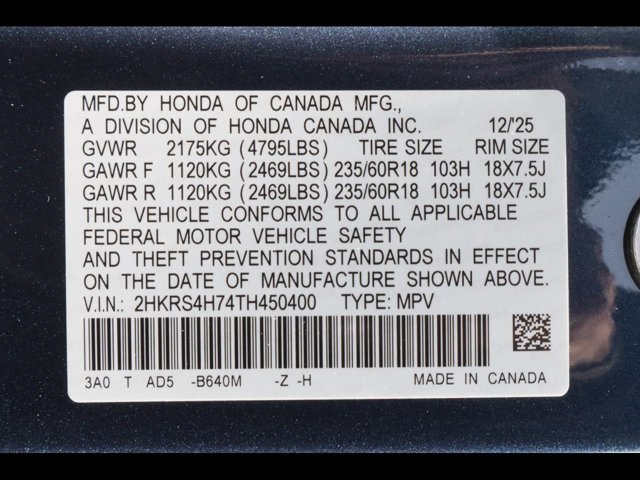 MFD.BY HONDA OF CANADA MFG.,
A DIVISION OF HONDA CANADA INC. 12/'25
GVWR 2175KG (4795LBS) TIRE SIZE RIM SIZE
GAWR F 1120KG (2469LBS) 235/60R18 103H 18X7.5J
GAWR R 1120KG (2469LBS) 235/60R18 103H 18X7.5J
THIS VEHICLE CONFORMS TO ALL APPLICABLE
FEDERAL MOTOR VEHICLE SAFETY
AND THEFT PREVENTION STANDARDS IN EFFECT
ON THE DATE OF MANUFACTURE SHOWN ABOVE.
V.I.N.: 2HKRS4H74TH450400 TYPE: MPV
3A0 T AD5 -B640M -Z -H MADE IN CANADA